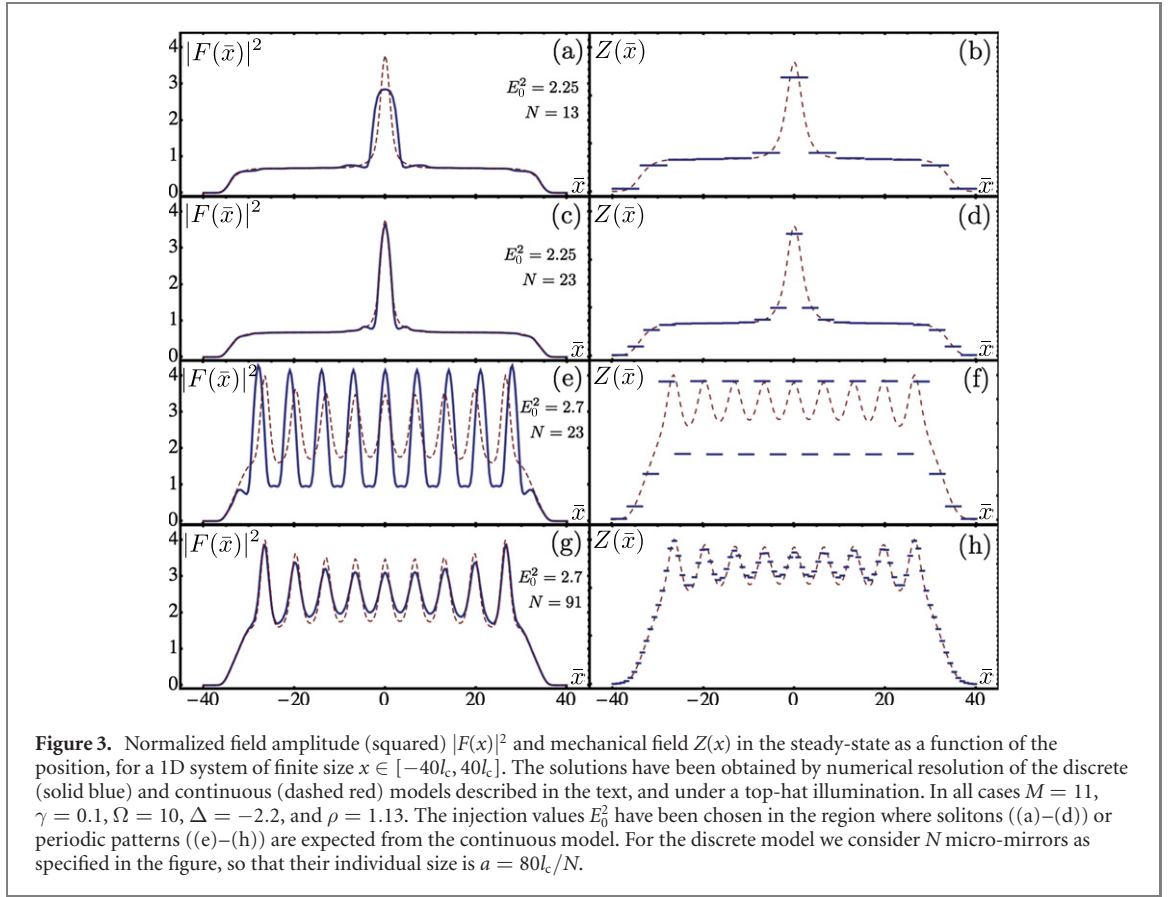 |F(x̄)|² (a) Z(x̄) (b)
4
3
2
1
0
E₀² = 2.25
N = 13
x̄ x̄
|F(x̄)|² (c) Z(x̄) (d)
4
3
2
1
0
E₀² = 2.25
N = 23
x̄ x̄
|F(x̄)|² (e) Z(x̄) (f)
4
3
2
1
0
E₀² = 2.7
N = 23
x̄ x̄
|F(x̄)|² (g) Z(x̄) (h)
4
3
2
1
0
E₀² = 2.7
N = 91
x̄ x̄
−40 −20 0 20 40 −40 −20 0 20 40
Figure 3. Normalized field amplitude (squared) |F(x)|² and mechanical field Z(x) in the steady-state as a function of the
position, for a 1D system of finite size x ∈ [−40l_c, 40l_c]. The solutions have been obtained by numerical resolution of the discrete
(solid blue) and continuous (dashed red) models described in the text, and under a top-hat illumination. In all cases M = 11,
γ = 0.1, Ω = 10, Δ = −2.2, and ρ = 1.13. The injection values E₀² have been chosen in the region where solitons ((a)–(d)) or
periodic patterns ((e)–(h)) are expected from the continuous model. For the discrete model we consider N micro-mirrors as
specified in the figure, so that their individual size is a = 80l_c/N.